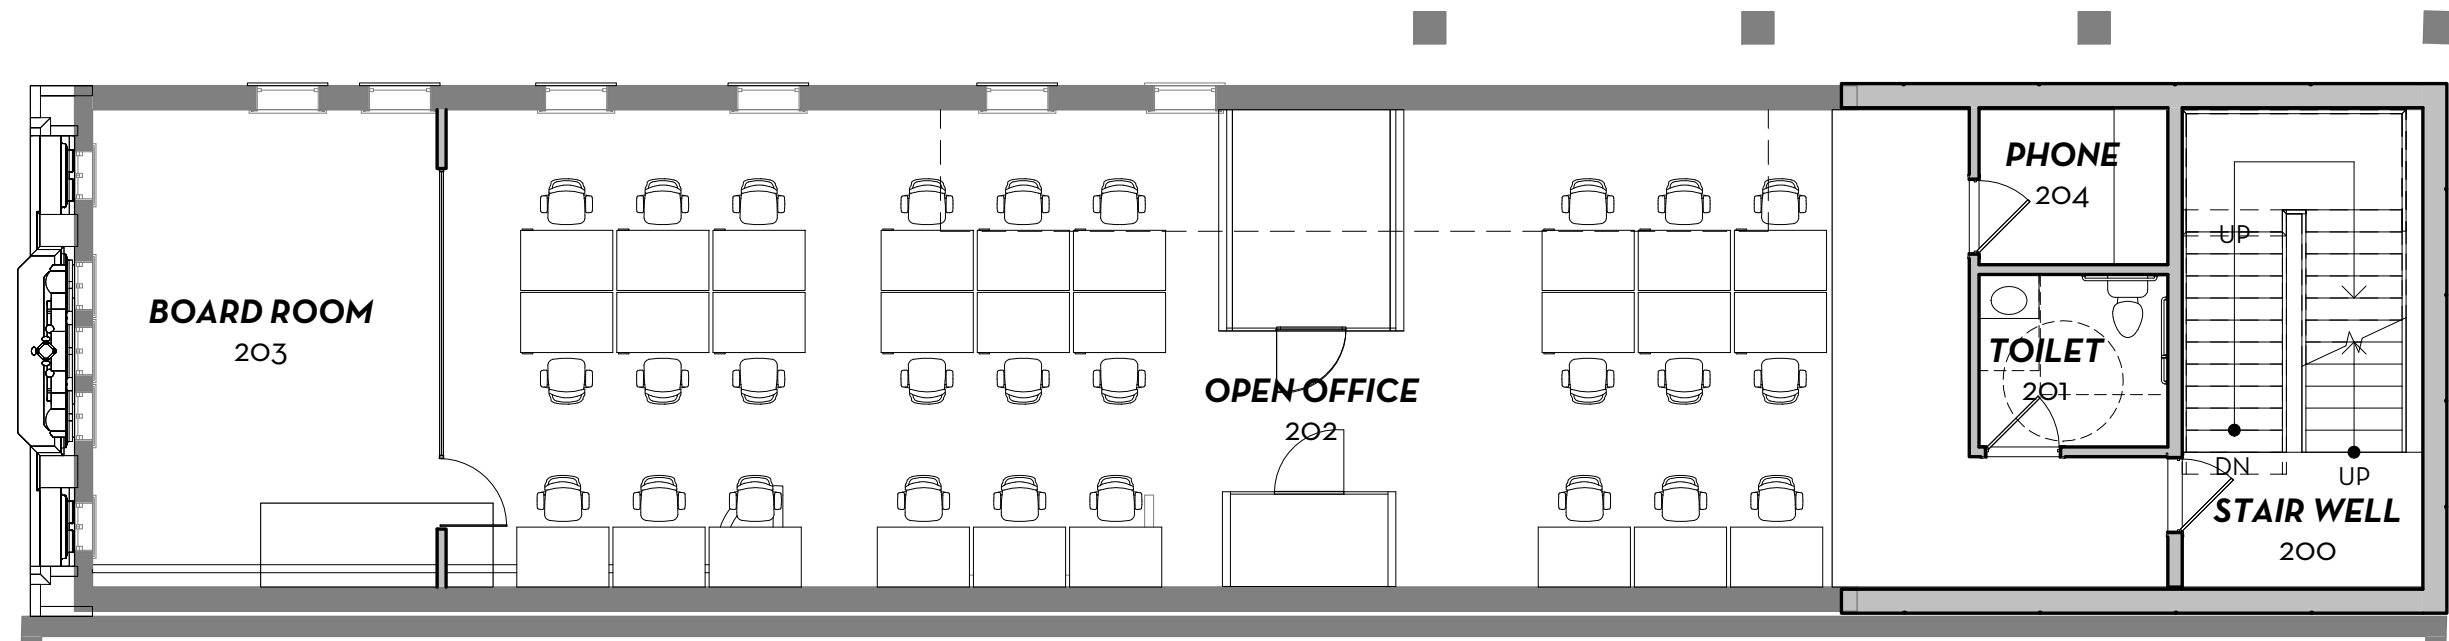 BOARD ROOM
203
OPEN OFFICE
202
PHONE
204
TOILET
201
UP
DN
UP
STAIR WELL
200